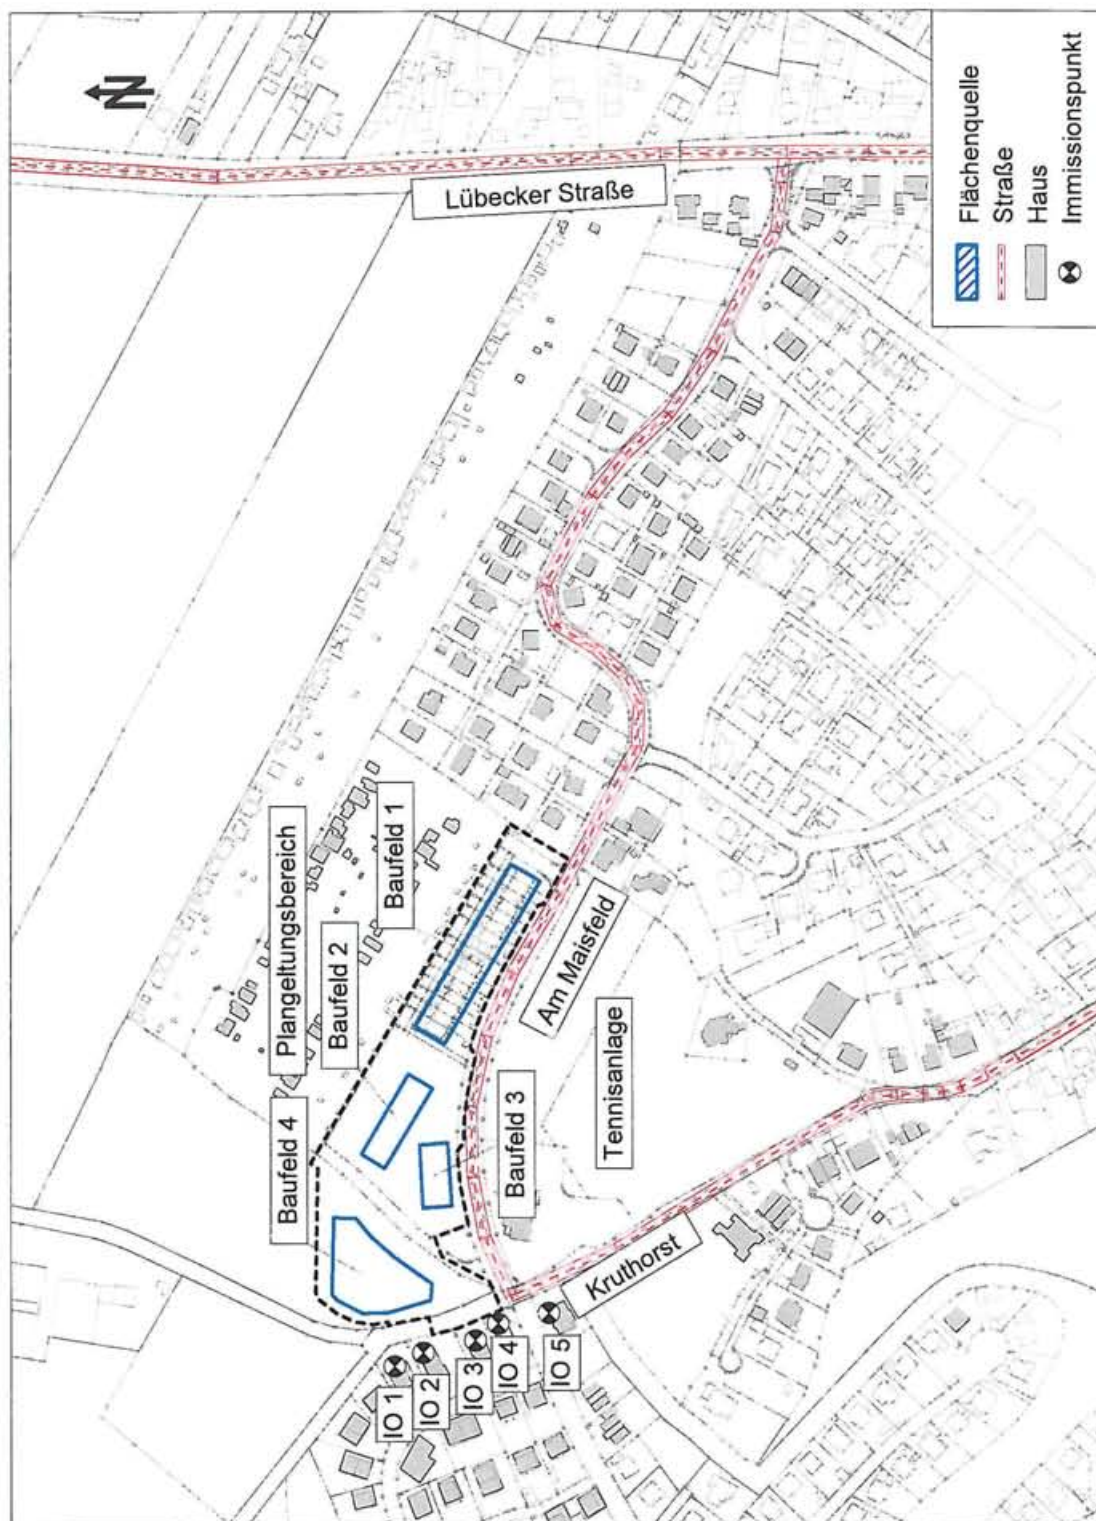 N
Lübecker Straße
Plangeltungsbereich
Baufeld 4
Baufeld 2
Baufeld 1
Baufeld 3
Am Maisfeld
Tennisanlage
Kruthorst
IO 1
IO 2
IO 3
IO 4
IO 5
Flächenquelle
Straße
Haus
Immissionspunkt